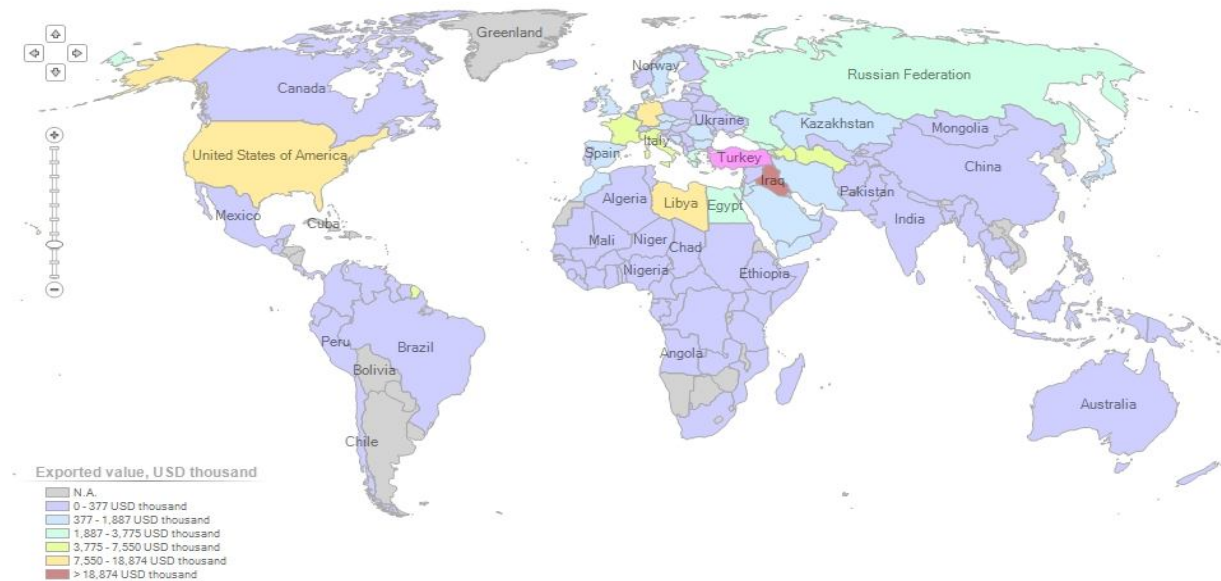 Greenland
Norway
Russian Federation
Canada
Ukraine
Kazakhstan
Mongolia
United States of America
Italy
Spain
Turkey
China
Iraq
Algeria
Libya
Egypt
Pakistan
Mexico
Cuba
India
Mali
Niger
Chad
Nigeria
Ethiopia
Peru
Brazil
Angola
Bolivia
Australia
Chile
Exported value, USD thousand
N.A.
0 - 377 USD thousand
377 - 1,887 USD thousand
1,887 - 3,775 USD thousand
3,775 - 7,550 USD thousand
7,550 - 18,874 USD thousand
> 18,874 USD thousand